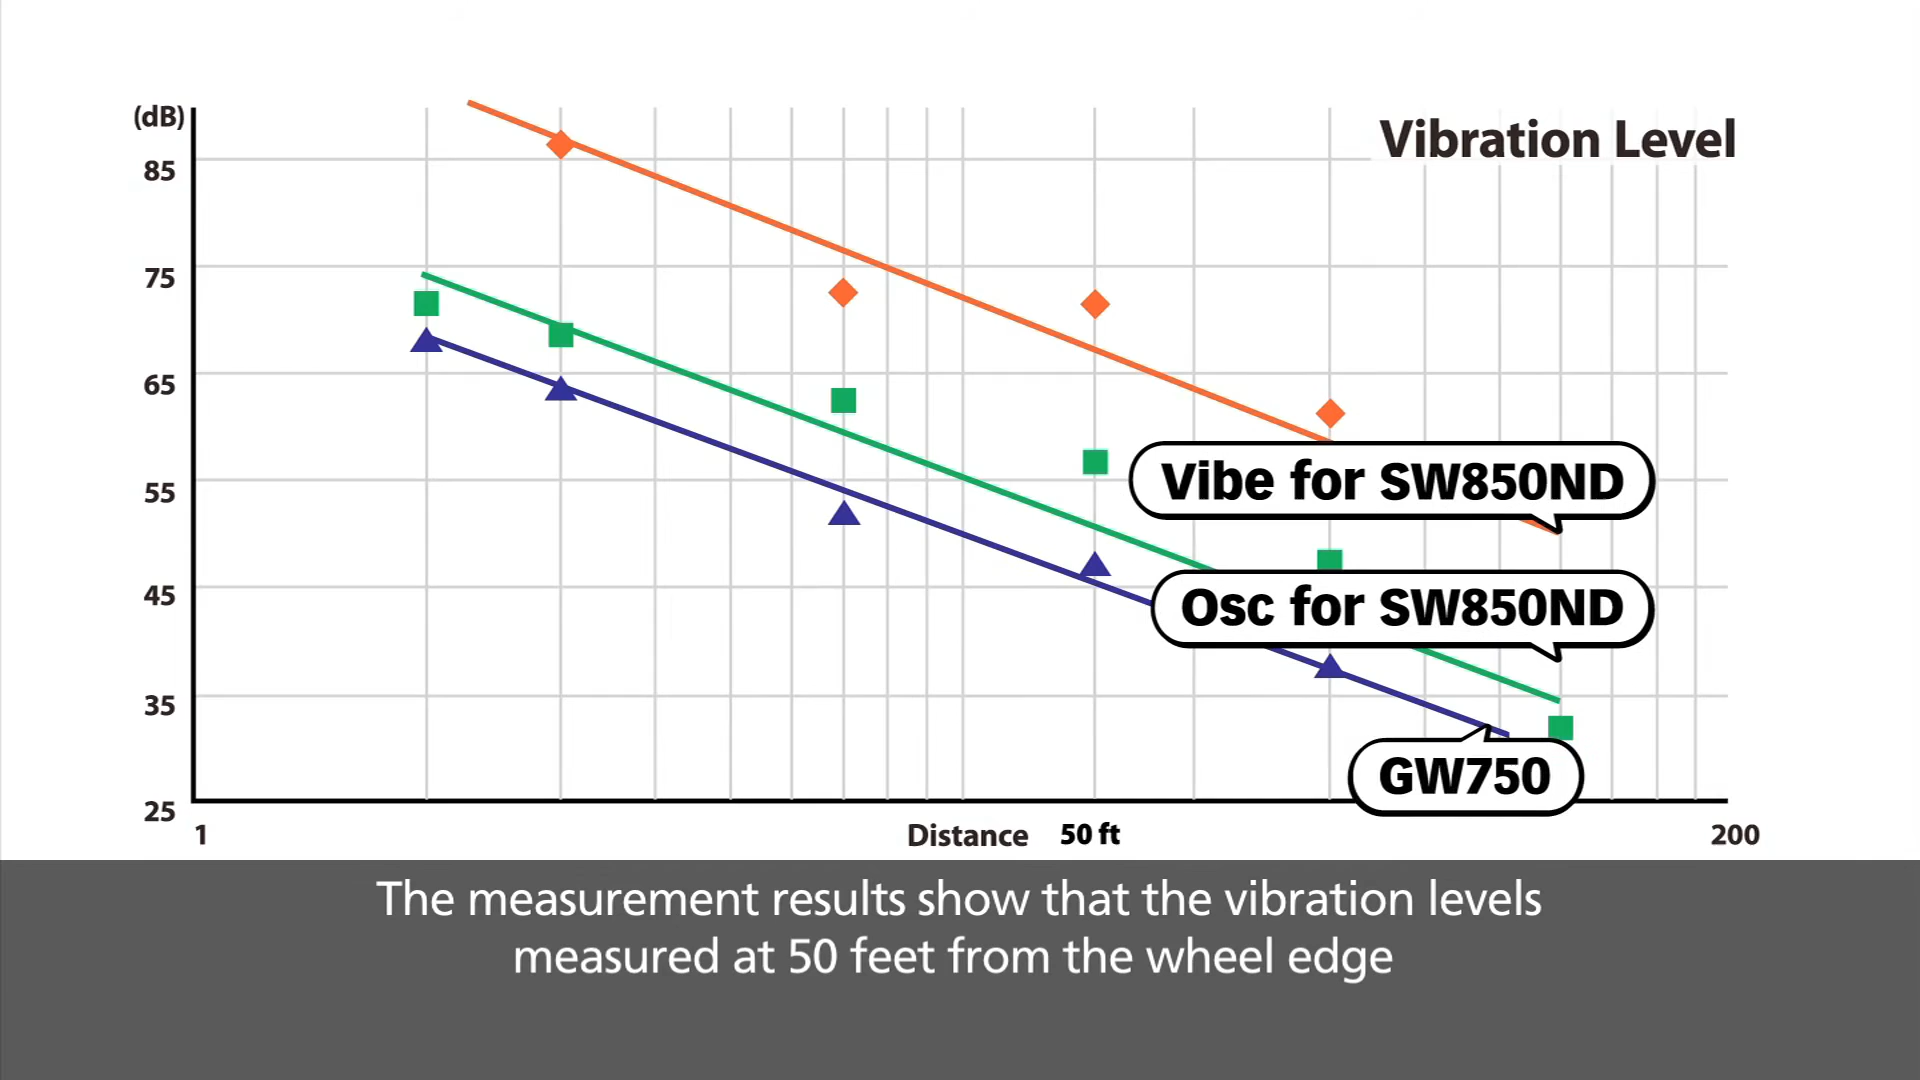 (dB)
Vibration Level
85
75
65
55
45
35
25
Vibe for SW850ND
Osc for SW850ND
GW750
1
Distance
50 ft
200
The measurement results show that the vibration levels
measured at 50 feet from the wheel edge